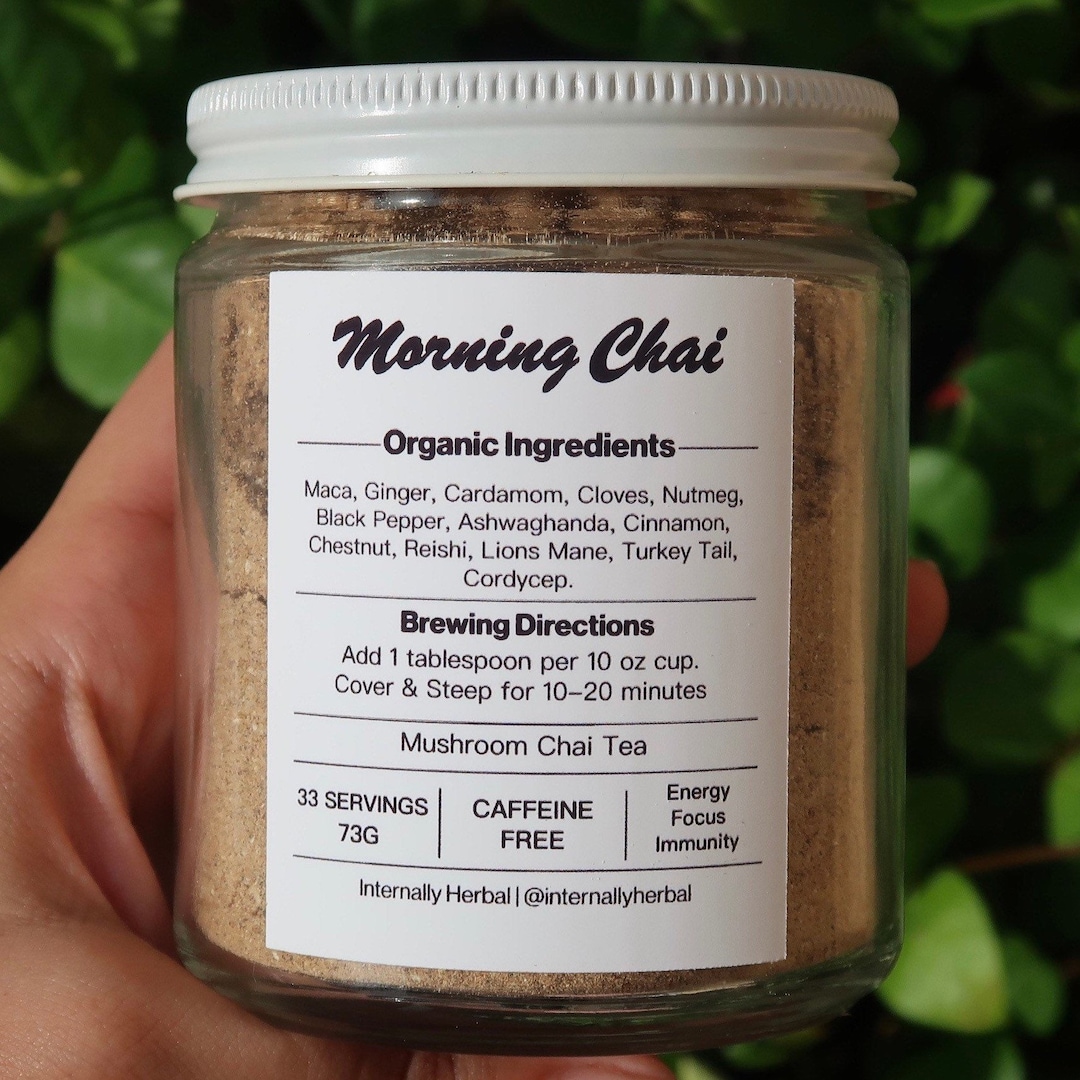 Morning Chai
Organic Ingredients
Maca, Ginger, Cardamom, Cloves, Nutmeg,
Black Pepper, Ashwaghanda, Cinnamon,
Chestnut, Reishi, Lions Mane, Turkey Tail,
Cordycep.
Brewing Directions
Add 1 tablespoon per 10 oz cup.
Cover & Steep for 10–20 minutes
Mushroom Chai Tea
33 SERVINGS
73G
CAFFEINE
FREE
Energy
Focus
Immunity
Internally Herbal | @internallyherbal